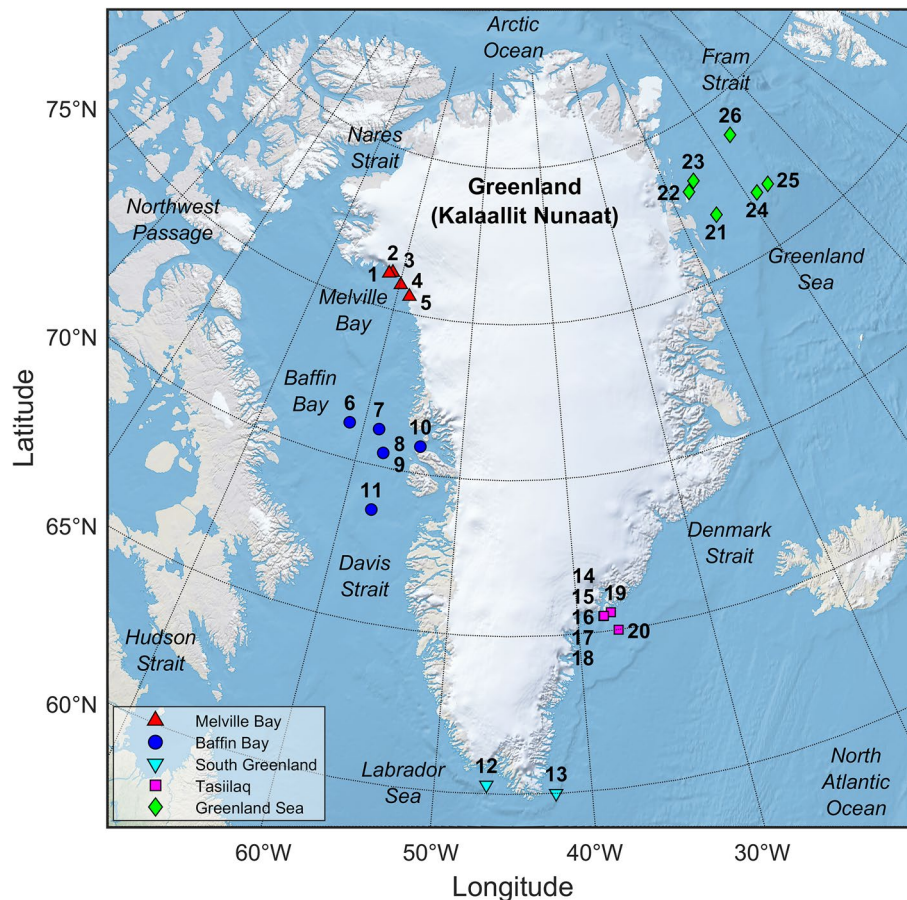 Arctic
Ocean
Fram
Strait
75°N
26
Nares
Strait
23
25
22
24
21
Greenland
(Kalaallit Nunaat)
Northwest
Passage
Greenland
Sea
2
3
1
4
5
Melville
Bay
70°N
Baffin
Bay
6
7
8
10
9
11
Latitude
65°N
Denmark
Strait
Davis
Strait
14
15
19
16
20
17
18
Hudson
Strait
60°N
Melville Bay
Baffin Bay
South Greenland
Tasiilaq
Greenland Sea
Labrador
Sea
12
13
North
Atlantic
Ocean
60°W
50°W
40°W
30°W
Longitude